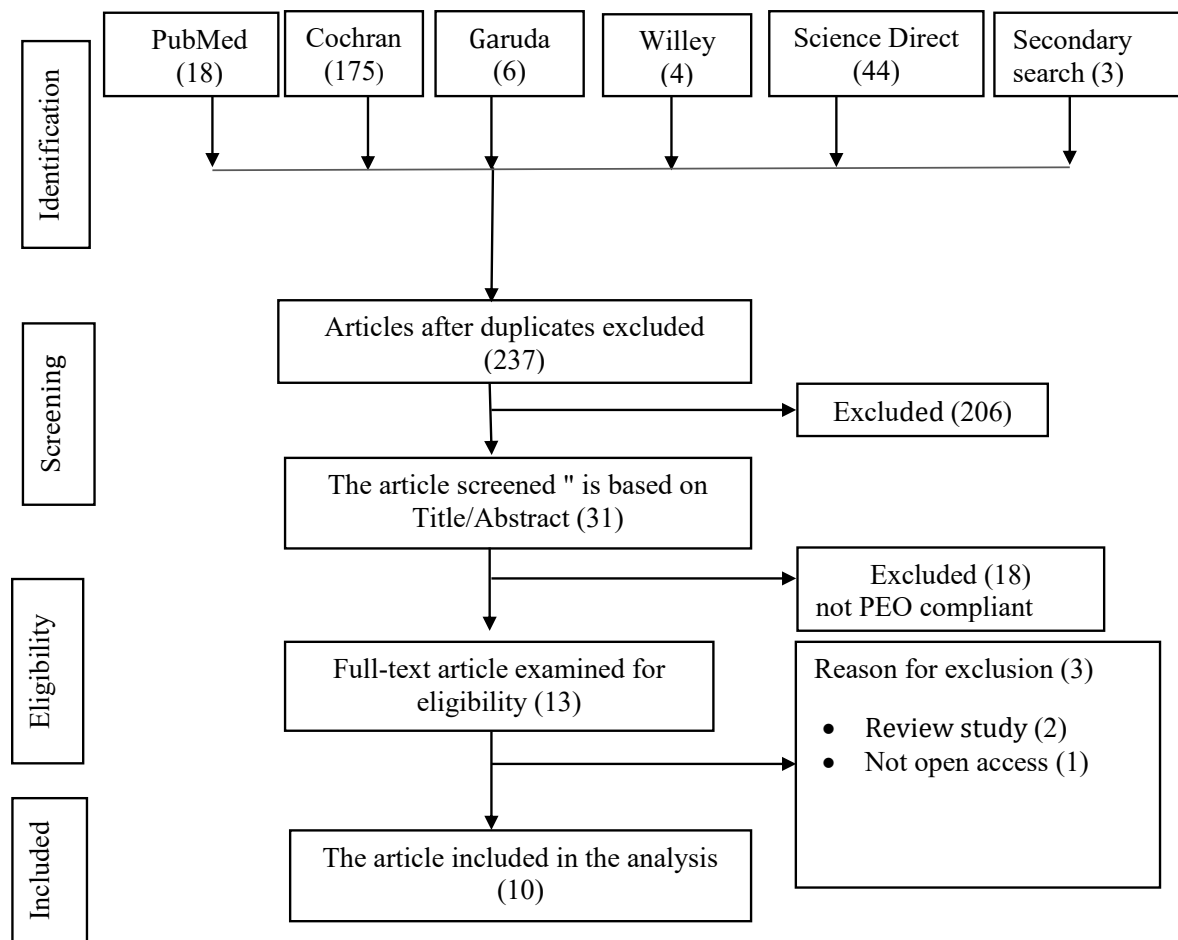 PubMed
(18)
Cochran
(175)
Garuda
(6)
Willey
(4)
Science Direct
(44)
Secondary
search (3)
Identification
Articles after duplicates excluded
(237)
Screening
Excluded (206)
The article screened " is based on
Title/Abstract (31)
Excluded (18)
not PEO compliant
Eligibility
Full-text article examined for
eligibility (13)
Reason for exclusion (3)
• Review study (2)
• Not open access (1)
Included
The article included in the analysis
(10)